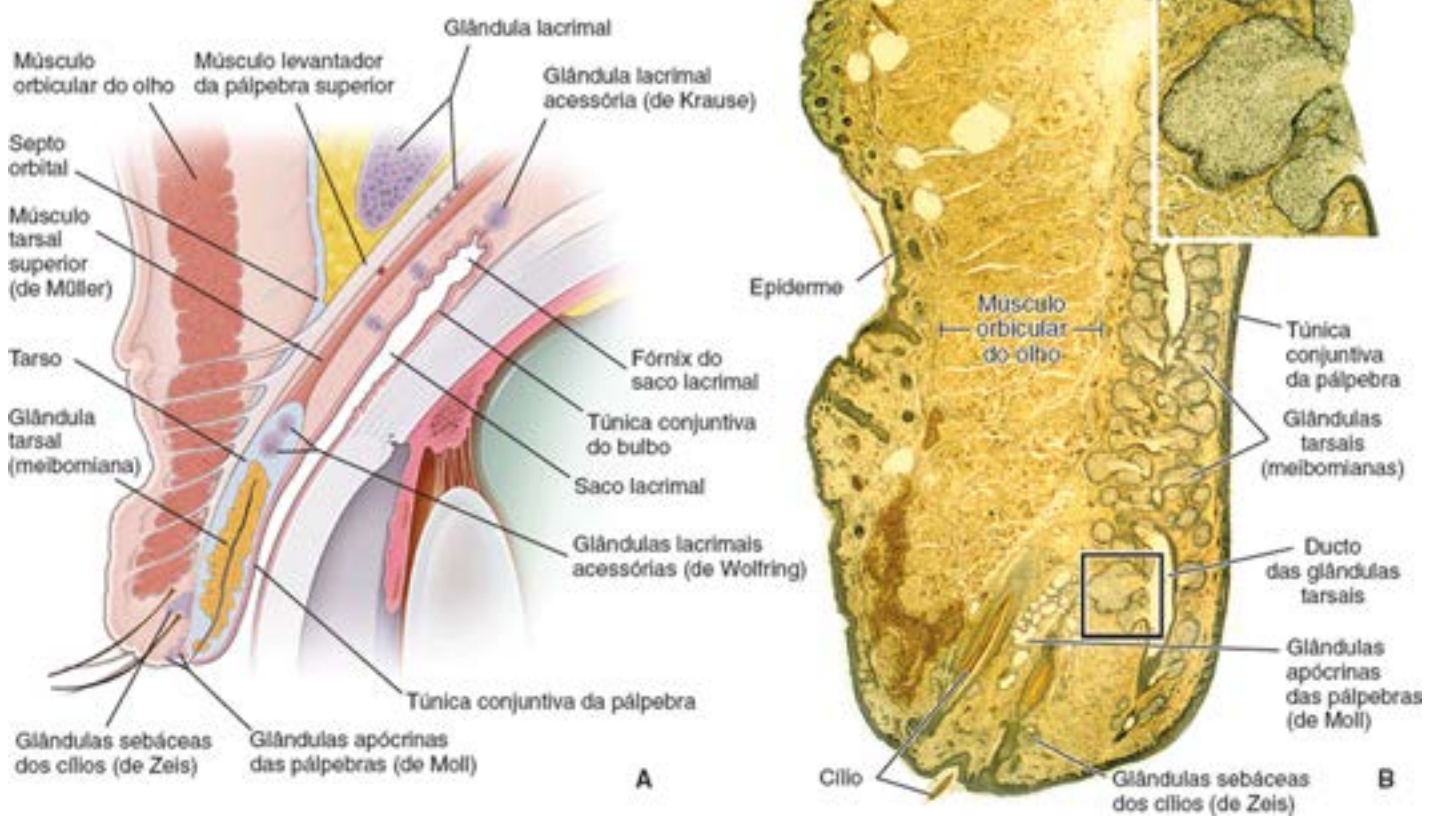 Glândula lacrimal
Músculo
orbicular do olho
Músculo levantador
da pálpebra superior
Glândula lacrimal
acessória (de Krause)
Septo
orbital
Músculo
tarsal
superior
(de Müller)
Tarso
Glândula
tarsal
(meibomiana)
Fórnix do
saco lacrimal
Túnica conjuntiva
do bulbo
Saco lacrimal
Glândulas lacrimais
acessórias (de Wolfring)
Túnica conjuntiva da pálpebra
Glândulas sebáceas
dos cílios (de Zeis)
Glândulas apócrinas
das pálpebras (de Moll)
A
Epiderme
Músculo
orbicular
do olho
Túnica
conjuntiva
da pálpebra
Glândulas
tarsais
(meibomianas)
Ducto
das glândulas
tarsais
Glândulas
apócrinas
das pálpebras
(de Moll)
Cílio
Glândulas sebáceas
dos cílios (de Zeis)
B